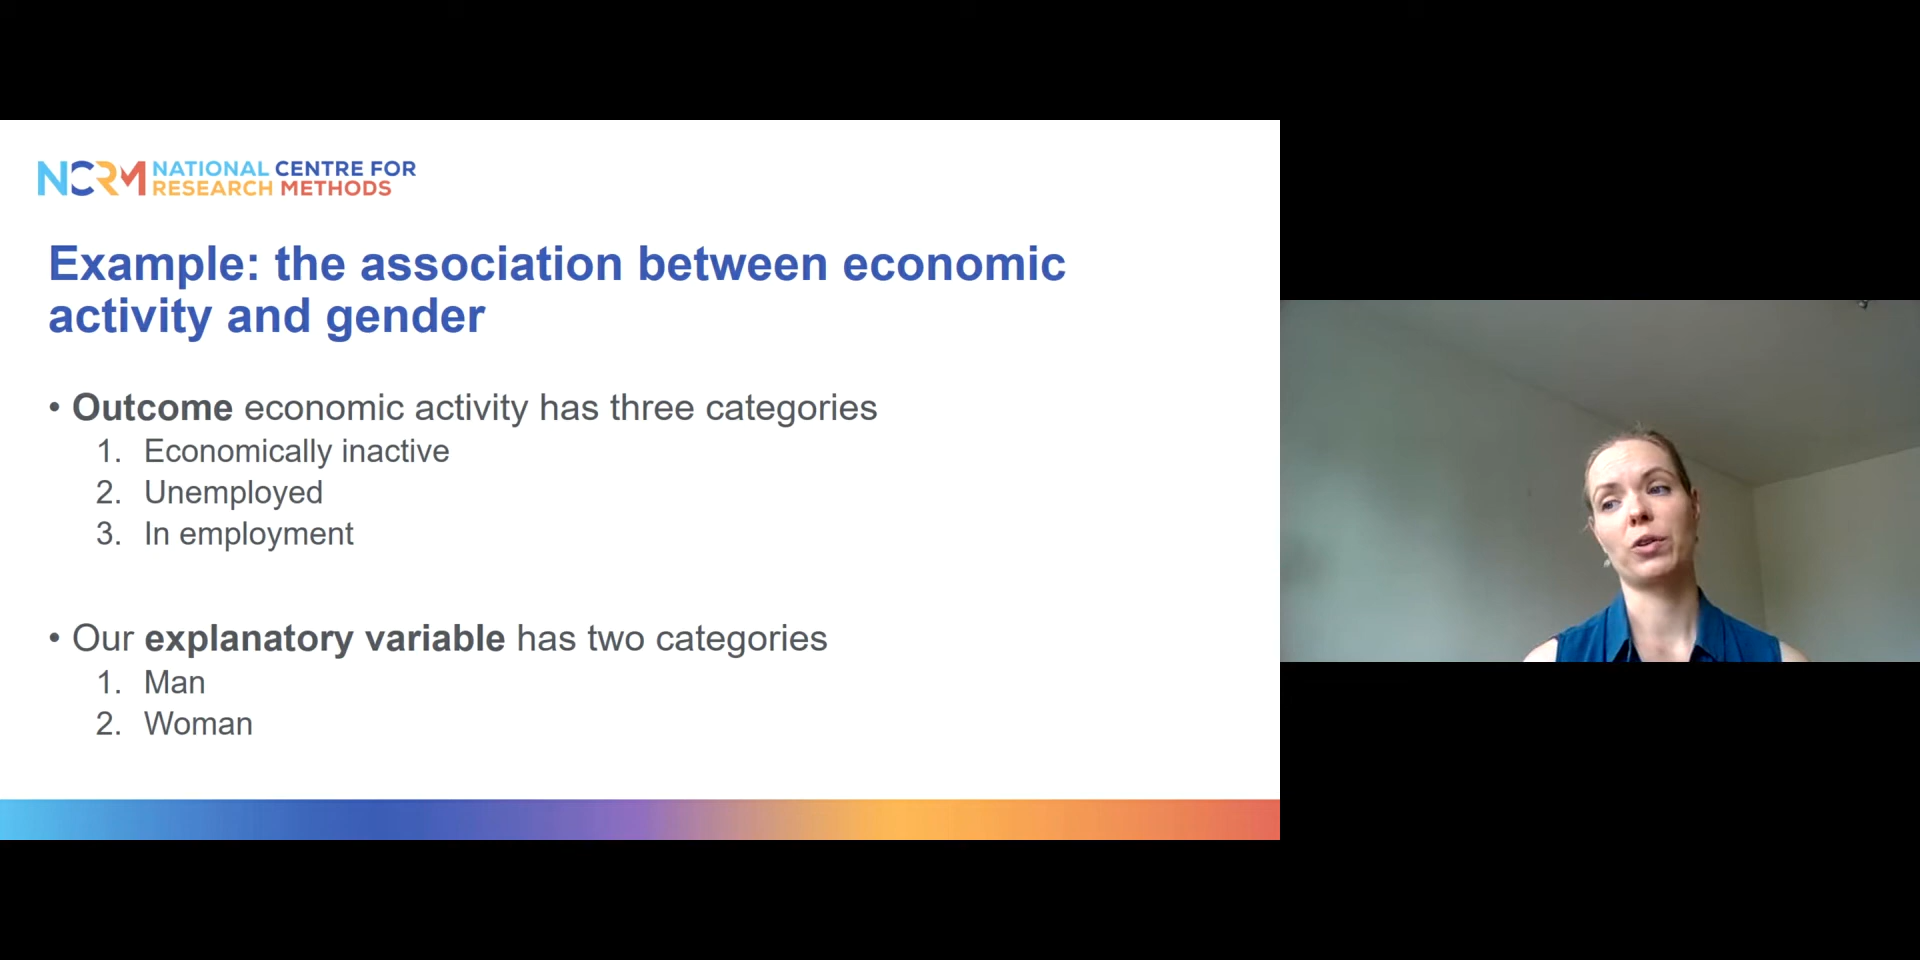 NCRM NATIONAL CENTRE FOR
RESEARCH METHODS
Example: the association between economic
activity and gender
• Outcome economic activity has three categories
1. Economically inactive
2. Unemployed
3. In employment
• Our explanatory variable has two categories
1. Man
2. Woman